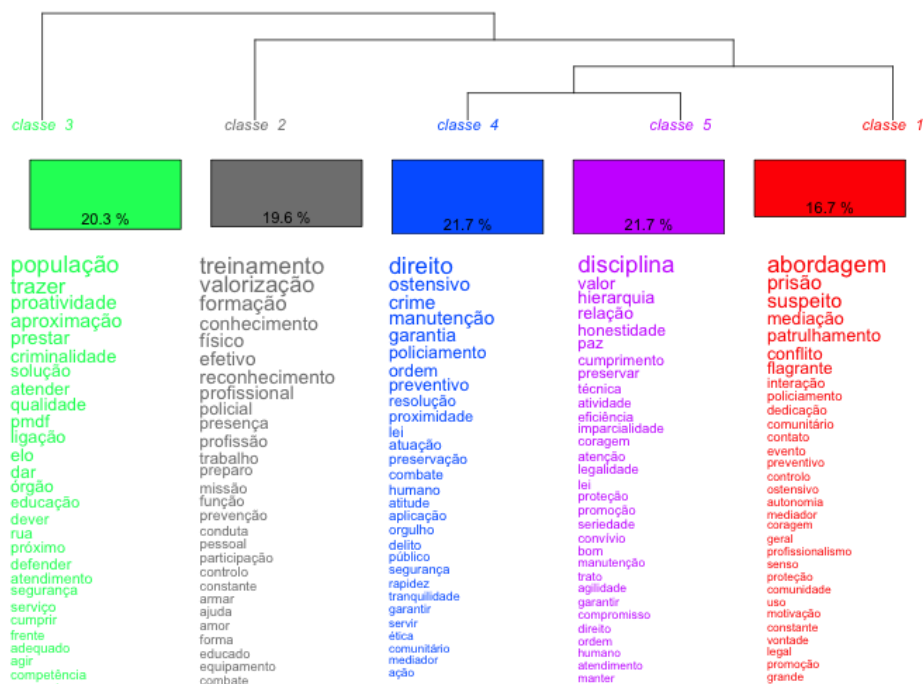 classe 3
classe 2
classe 4
classe 5
classe 1
20.3 %
19.6 %
21.7 %
21.7 %
16.7 %
população
trazer
proatividade
aproximação
prestar
criminalidade
solução
atender
qualidade
pmdf
ligação
elo
dar
órgão
educação
dever
rua
próximo
defender
atendimento
segurança
serviço
cumprir
frente
adequado
agir
competência
treinamento
valorização
formação
conhecimento
físico
efetivo
reconhecimento
profissional
policial
presença
profissão
trabalho
preparo
missão
função
prevenção
conduta
pessoal
participação
controlo
constante
armar
ajuda
amor
forma
educado
equipamento
combate
direito
ostensivo
crime
manutenção
garantia
policiamento
ordem
preventivo
resolução
proximidade
lei
atuação
preservação
combate
humano
atitude
aplicação
orgulho
delito
público
segurança
rapidez
tranquilidade
garantir
servir
ética
comunitário
mediador
ação
disciplina
valor
hierarquia
relação
honestidade
paz
cumprimento
preservar
técnica
atividade
eficiência
imparcialidade
coragem
atenção
legalidade
lei
proteção
promoção
seriedade
convívio
bom
manutenção
trato
agilidade
garantir
compromisso
direito
ordem
humano
atendimento
manter
abordagem
prisão
suspeito
mediação
patrulhamento
conflito
flagrante
interação
policiamento
dedicação
comunitário
contato
evento
preventivo
controlo
ostensivo
autonomia
mediador
coragem
geral
profissionalismo
senso
proteção
comunidade
uso
motivação
constante
vontade
legal
promoção
grande